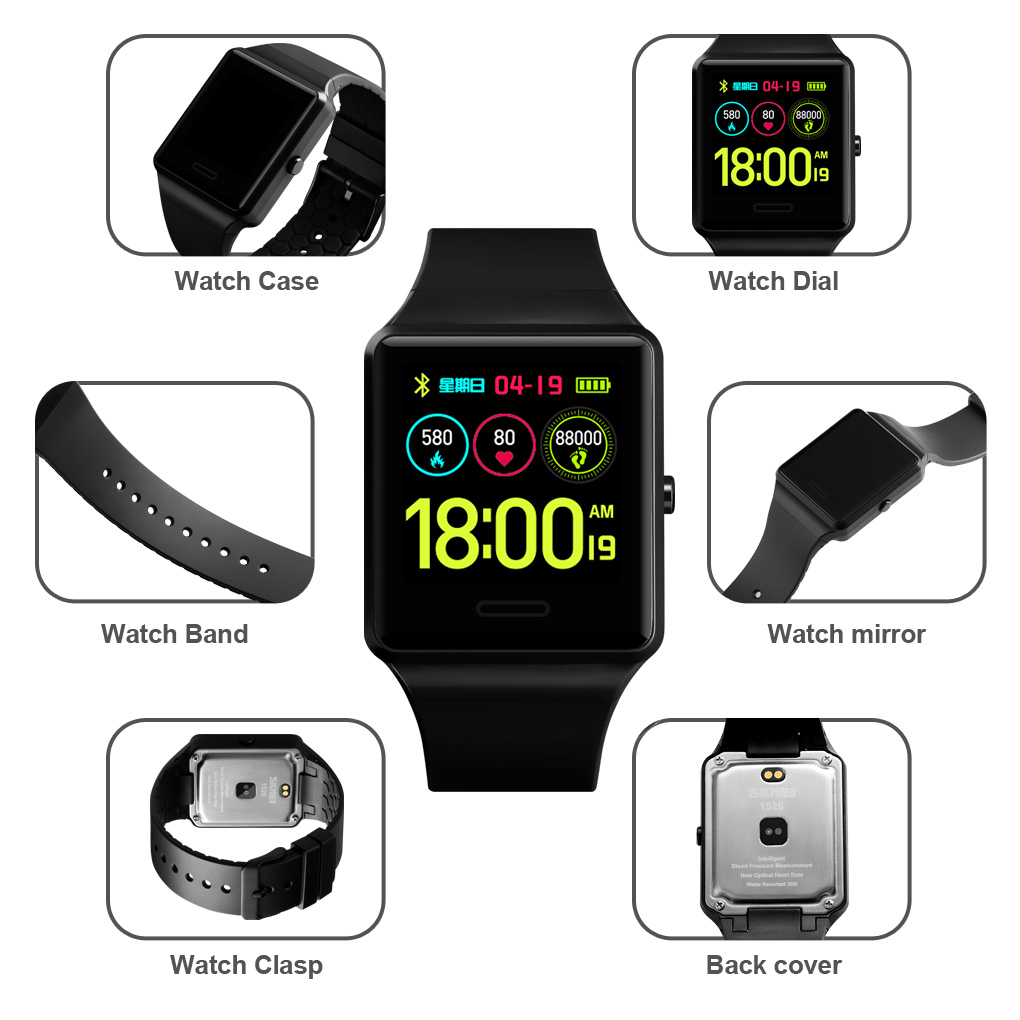 星期日 04-19
580 80 88000
18:00 AM 19
Watch Case
Watch Dial
星期日 04-19
580 80 88000
18:00 AM 19
Watch Band
Watch mirror
SKMEI
1526
SKMEI
1526
Intelligent
Blood Pressure Measurement
New Optical Heart Rate
Water Resistant 30M
Watch Clasp
Back cover